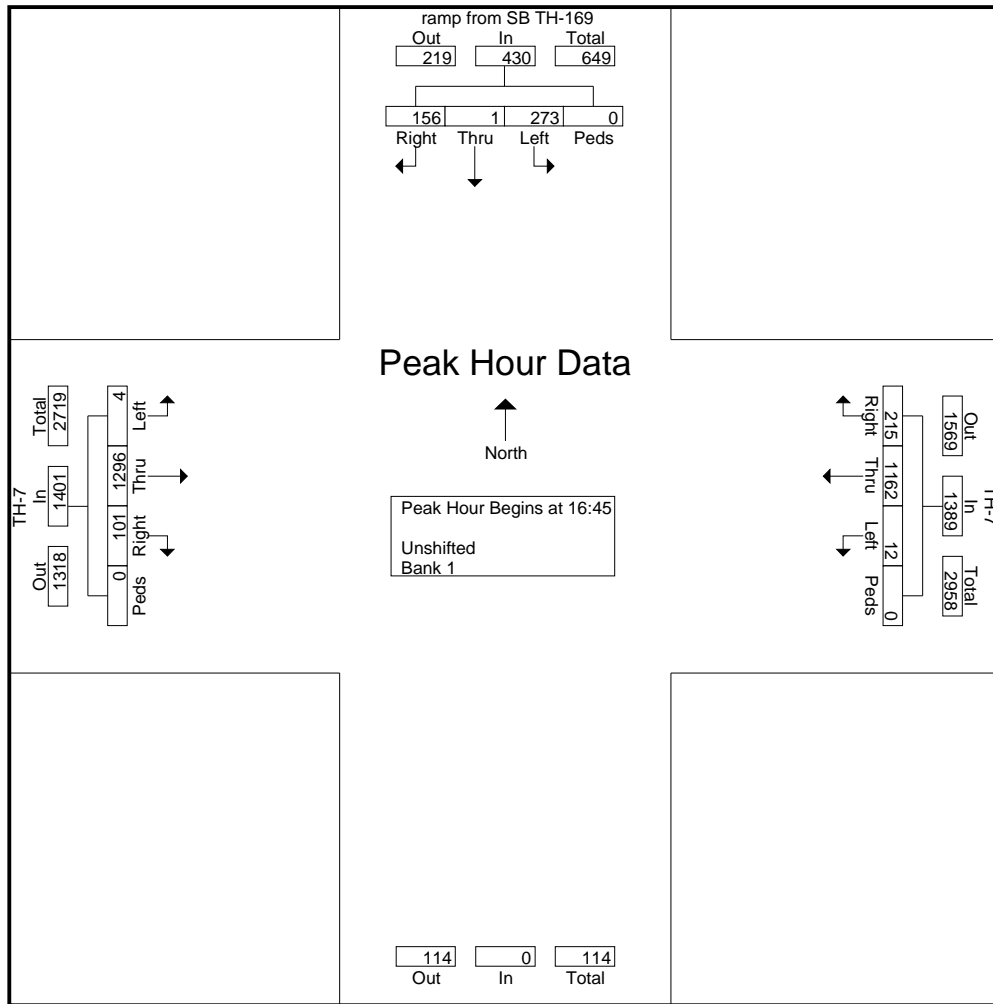 ramp from SB TH-169
Out In Total
219 430 649
156 1 273 0
Right Thru Left Peds
Peak Hour Data
North
Peak Hour Begins at 16:45
Unshifted
Bank 1
TH-7
Out In Total
1318 1401 2719
4 1296 101 0
Left Thru Right Peds
TH-7
Out In Total
1569 1389 2958
215 1162 12 0
Right Thru Left Peds
114 0 114
Out In Total